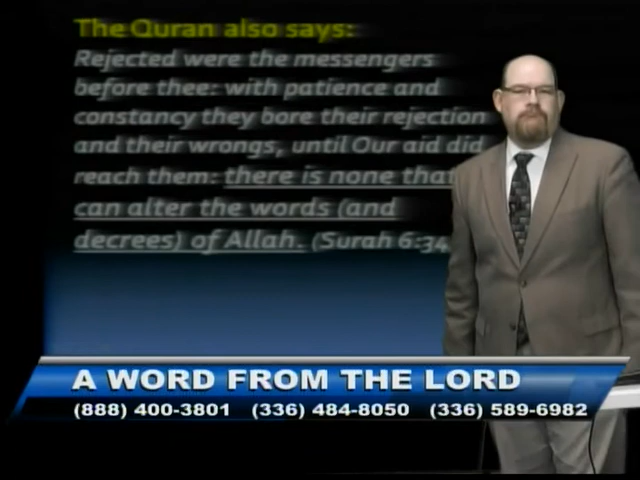 The Quran also says:
Rejected were the messengers
before thee: with patience and
constancy they bore their rejection
and their wrongs, until Our aid did
reach them: there is none that
can alter the words (and
decrees) of Allah. (Surah 6:34
A WORD FROM THE LORD
(888) 400-3801 (336) 484-8050 (336) 589-6982